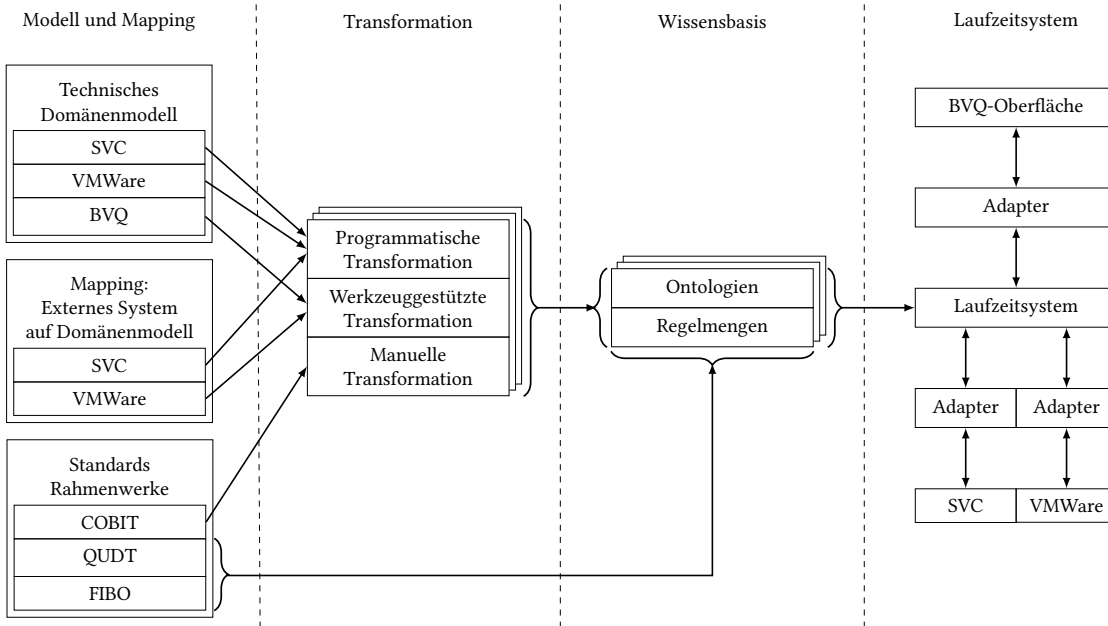 Modell und Mapping
Transformation
Wissensbasis
Laufzeitsystem
Technisches
Domänenmodell
SVC
VMWare
BVQ
Mapping:
Externes System
auf Domänenmodell
SVC
VMWare
Standards
Rahmenwerke
COBIT
QUDT
FIBO
Programmatische
Transformation
Werkzeuggestützte
Transformation
Manuelle
Transformation
Ontologien
Regelmengen
BVQ-Oberfläche
Adapter
Laufzeitsystem
Adapter
Adapter
SVC
VMWare